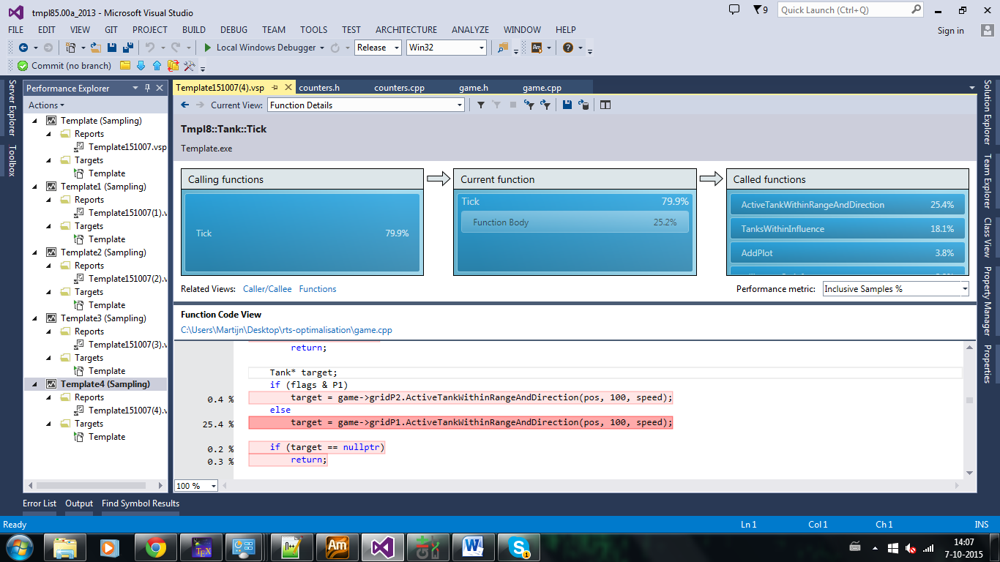 tmpl85.00a_2013 - Microsoft Visual Studio
9
Quick Launch (Ctrl+Q)
FILE EDIT VIEW GIT PROJECT BUILD DEBUG TEAM TOOLS TEST ARCHITECTURE ANALYZE WINDOW HELP
Sign in
Local Windows Debugger Release Win32
Commit (no branch)
Server Explorer
Toolbox
Performance Explorer
Actions
Template (Sampling)
Reports
Template151007.vsp
Targets
Template
Template1 (Sampling)
Reports
Template151007(1).v
Targets
Template
Template2 (Sampling)
Reports
Template151007(2).v
Targets
Template
Template3 (Sampling)
Reports
Template151007(3).v
Targets
Template
Template4 (Sampling)
Reports
Template151007(4).v
Targets
Template
Template151007(4).vsp counters.h counters.cpp game.h game.cpp
Current View: Function Details
Tmpl8::Tank::Tick
Template.exe
Calling functions
Tick 79.9%
Current function
Tick 79.9%
Function Body 25.2%
Called functions
ActiveTankWithinRangeAndDirection 25.4%
TanksWithinInfluence 18.1%
AddPlot 3.8%
Related Views: Caller/Callee Functions
Performance metric: Inclusive Samples %
Function Code View
C:\Users\Martijn\Desktop\rts-optimalisation\game.cpp
return;
Tank* target;
if (flags & P1)
0.4 % target = game->gridP2.ActiveTankWithinRangeAndDirection(pos, 100, speed);
else
25.4 % target = game->gridP1.ActiveTankWithinRangeAndDirection(pos, 100, speed);
0.2 % if (target == nullptr)
0.3 % return;
100 %
Solution Explorer
Team Explorer
Class View
Property Manager
Properties
Error List Output Find Symbol Results
Ready Ln 1 Col 1 Ch 1 INS
14:07
7-10-2015